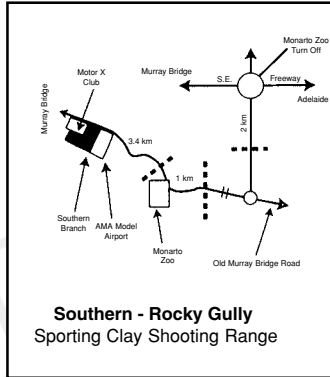 Monarto Zoo
Turn Off
Motor X
Club
Murray Bridge
S.E.
Freeway
Adelaide
Murray Bridge
2 km
3.4 km
1 km
Southern
Branch
AMA Model
Airport
Monarto
Zoo
Old Murray Bridge Road
Southern - Rocky Gully
Sporting Clay Shooting Range